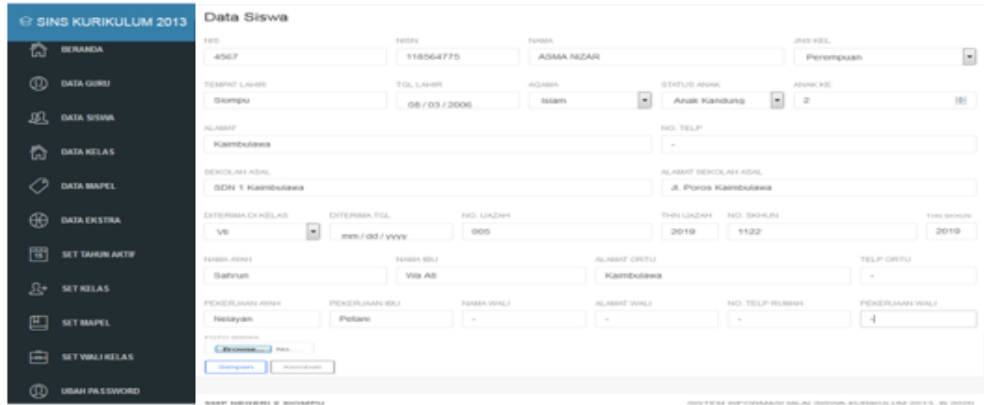 SINS KURIKULUM 2013
BERANDA
DATA GURU
DATA SISWA
DATA KELAS
DATA MAPEL
DATA EKSTRA
SET TAHUN AKTIF
SET KELAS
SET MAPEL
SET WALI KELAS
UBAH PASSWORD
Data Siswa
NIS NISN NAMA JNS KEL
4567 118564775 ASMA NIZAR Perempuan
TEMPAT LAHIR TGL LAHIR AGAMA STATUS ANAK ANAK KE
Siompu 08 / 03 / 2006 Islam Anak Kandung 2
ALAMAT NO. TELP
Kaimbulawa -
SEKOLAH ASAL ALAMAT SEKOLAH ASAL
SDN 1 Kaimbulawa Jl. Poros Kaimbulawa
DITERIMA DI KELAS DITERIMA TGL NO. IJAZAH THN IJAZAH NO. SKHUN THN SKHUN
VII mm / dd / yyyy 005 2019 1122 2019
NAMA AYAH NAMA IBU ALAMAT ORTU TELP ORTU
Sahrun Wa Ati Kaimbulawa -
PEKERJAAN AYAH PEKERJAAN IBU NAMA WALI ALAMAT WALI NO. TELP RUMAH PEKERJAAN WALI
Nelayan Petani - - - -
FOTO SISWA
Browse... No
Simpan Kembali
SISTEM INFORMASI NILAI SISWA KURIKULUM 2013 © 2020